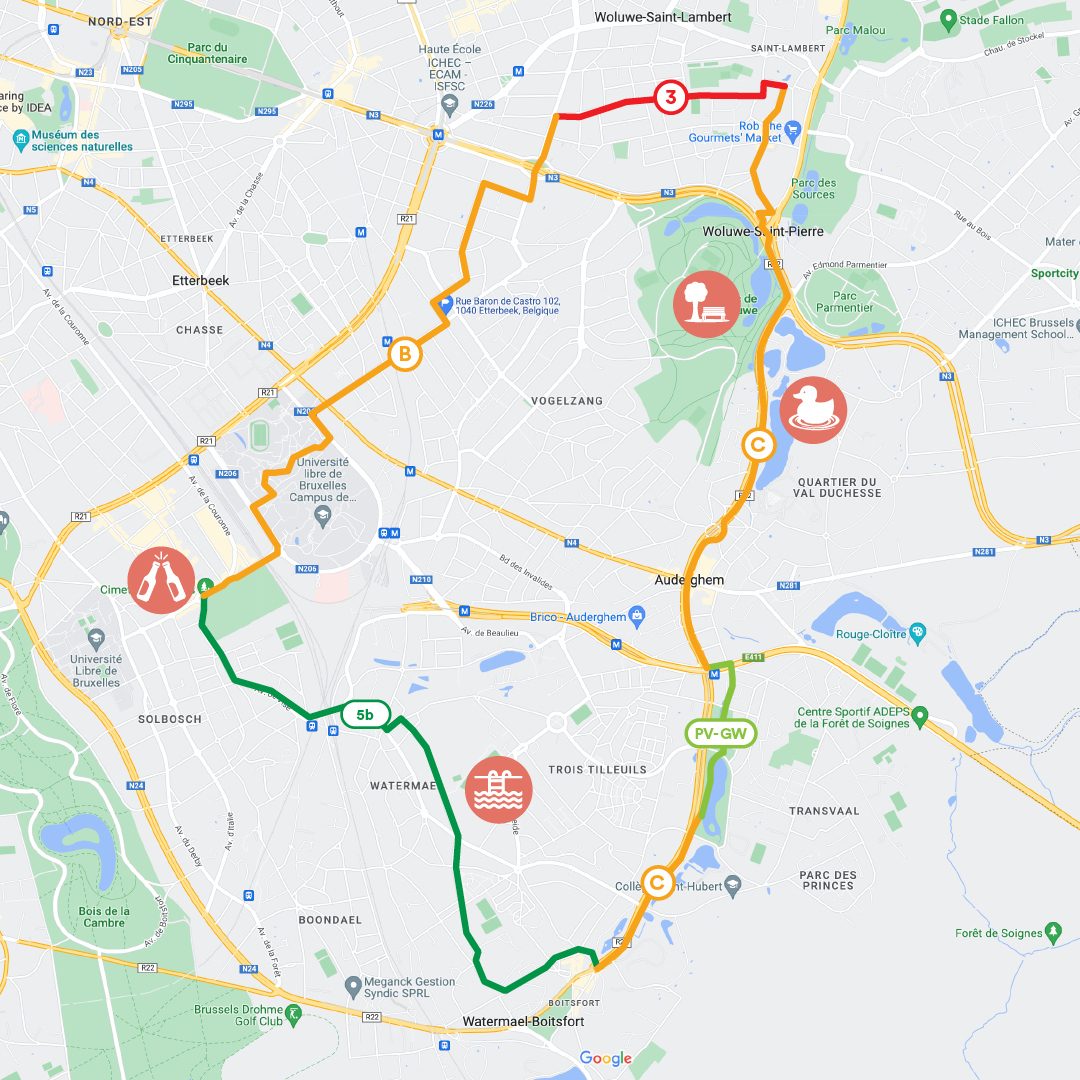 NORD-EST
Woluwe-Saint-Lambert
Stade Fallon
Parc Malou
Chau. de Stockel
SAINT-LAMBERT
Parc du
Cinquantenaire
Haute École
ICHEC –
ECAM -
ISFSC
M
N23
N205
N295
N295
N3
N226
3
aring
ce by IDEA
Muséum des
sciences naturelles
M
Rob The
Gourmets' Market
N4
Av. de la Chasse
N3
N3
Parc des
Sources
N5
R21
M
Rue au Bois
ETTERBEEK
Woluwe-Saint-Pierre
Mater
Av. Edmond Parmentier
Etterbeek
Sportcity
Av. de la Couronne
Rue Baron de Castro 102,
1040 Etterbeek, Belgique
de
Parc
Parmentier
CHASSE
ICHEC Brussels
Management School...
N4
M
B
N3
R21
VOGELZANG
C
R21
N206
Av. de la Couronne
Université
libre de
Bruxelles
Campus de...
M
QUARTIER DU
VAL DUCHESSE
R21
M
N4
N3
N281
N206
N210
Bd des Invalides
Auderghem
N281
Cime
M
Brico - Auderghem
Av. de Beaulieu
M
Rouge-Cloître
Université
Libre de
Bruxelles
M
E411
Av. de Fiore
SOLBOSCH
5b
PV-GW
Centre Sportif ADEPS
de la Forêt de Soignes
TROIS TILLEUILS
N24
WATERMAE
TRANSVAAL
Av. du Derby
Av. d'Italie
PARC DES
PRINCES
C
Bois de la
Cambre
Av. de Boitsfort
BOONDAEL
Av. de la Forêt
Forêt de Soignes
R22
N24
Meganck Gestion
Syndic SPRL
BOITSFORT
Brussels Drohme
Golf Club
R22
Watermael-Boitsfort
Google